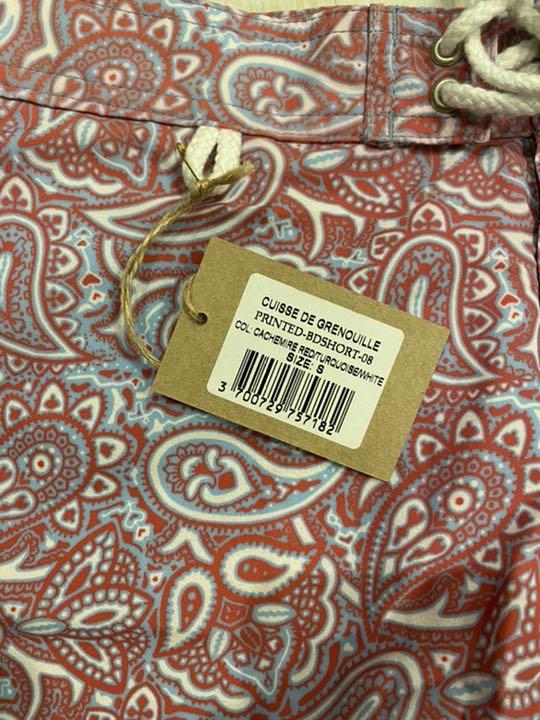 CUISSE DE GRENOUILLE
PRINTED-BDSHORT-08
COL. CACHEMIRE RED/TURQUOISE/WHITE
SIZE: S
3 700729 757182